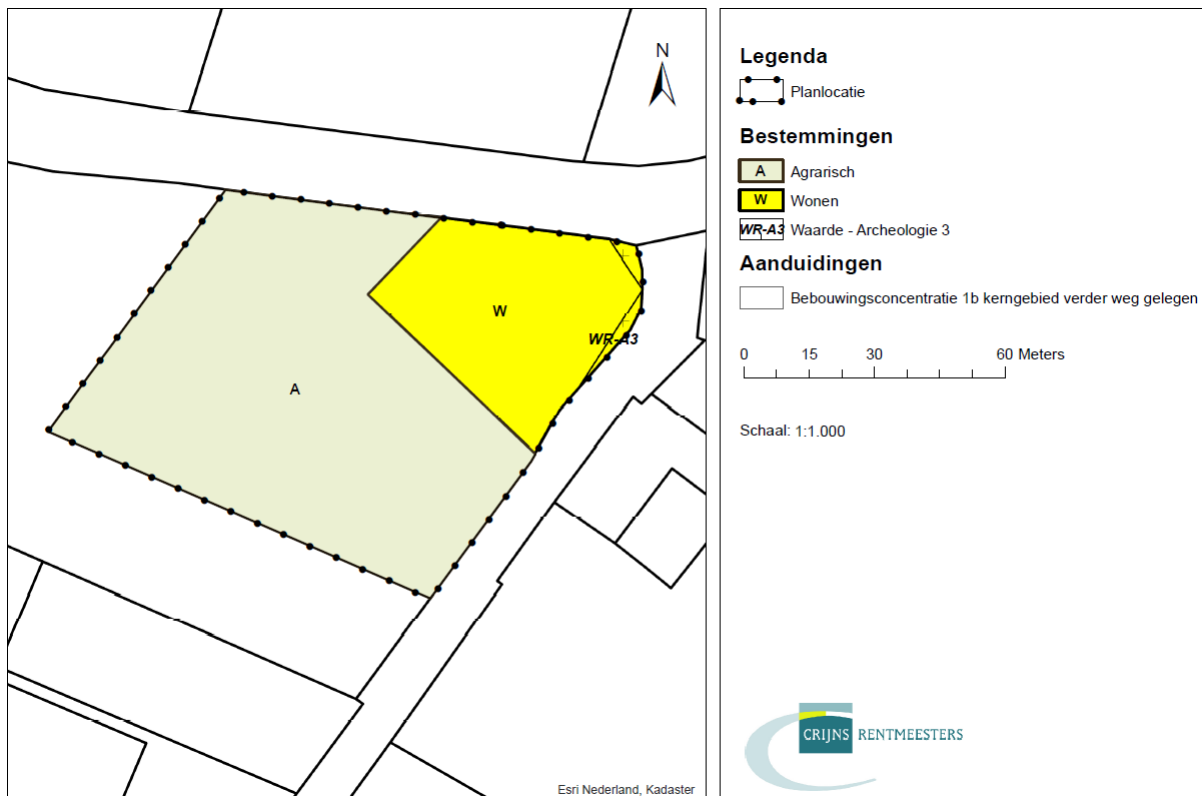 N
W
WR-A3
A
Esri Nederland, Kadaster
Legenda
Planlocatie
Bestemmingen
A Agrarisch
W Wonen
WR-A3 Waarde - Archeologie 3
Aanduidingen
Bebouwingsconcentratie 1b kerngebied verder weg gelegen
0 15 30 60 Meters
Schaal: 1:1.000
CRIJNS RENTMEESTERS